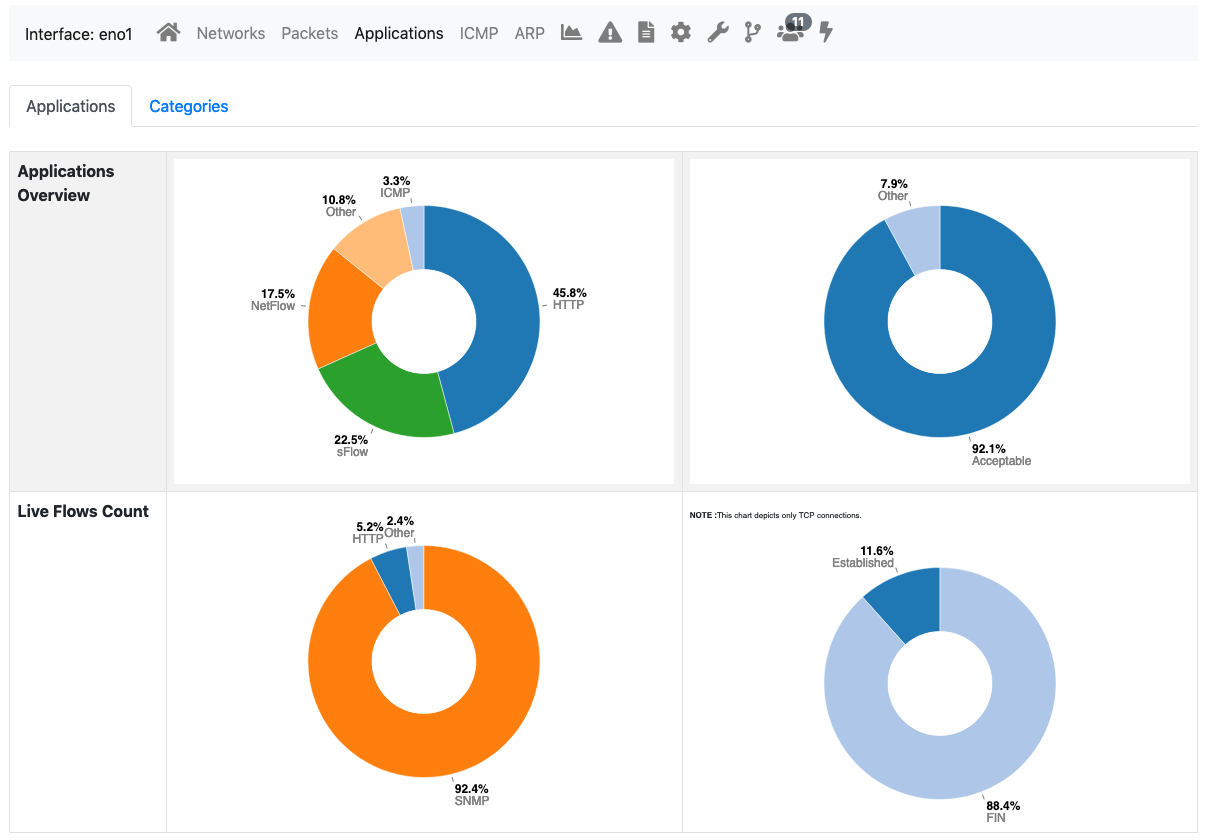 Interface: eno1 Networks Packets Applications ICMP ARP 11
Applications Categories
Applications
Overview
3.3%
ICMP
10.8%
Other
17.5%
NetFlow
45.8%
HTTP
22.5%
sFlow
7.9%
Other
92.1%
Acceptable
Live Flows Count
5.2%
HTTP
2.4%
Other
92.4%
SNMP
NOTE :This chart depicts only TCP connections.
11.6%
Established
88.4%
FIN